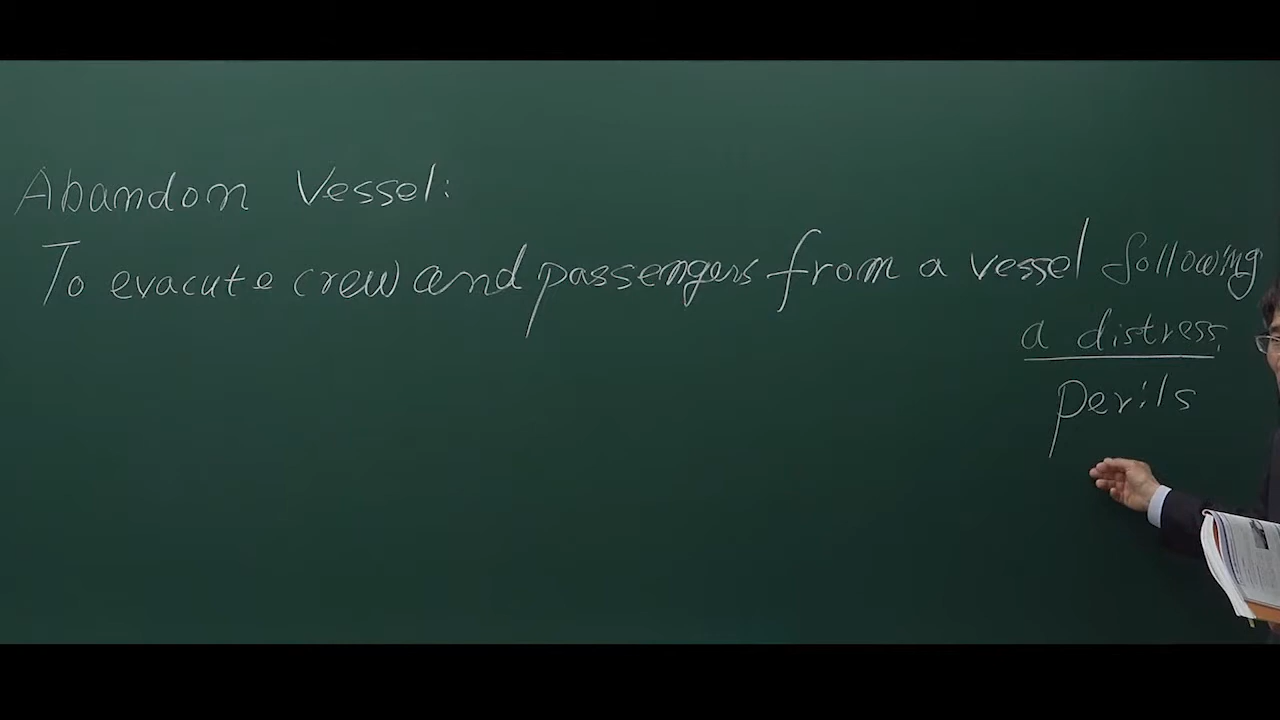 Abandon Vessel:
To evacute crew and passengers from a vessel following
a distress,
perils